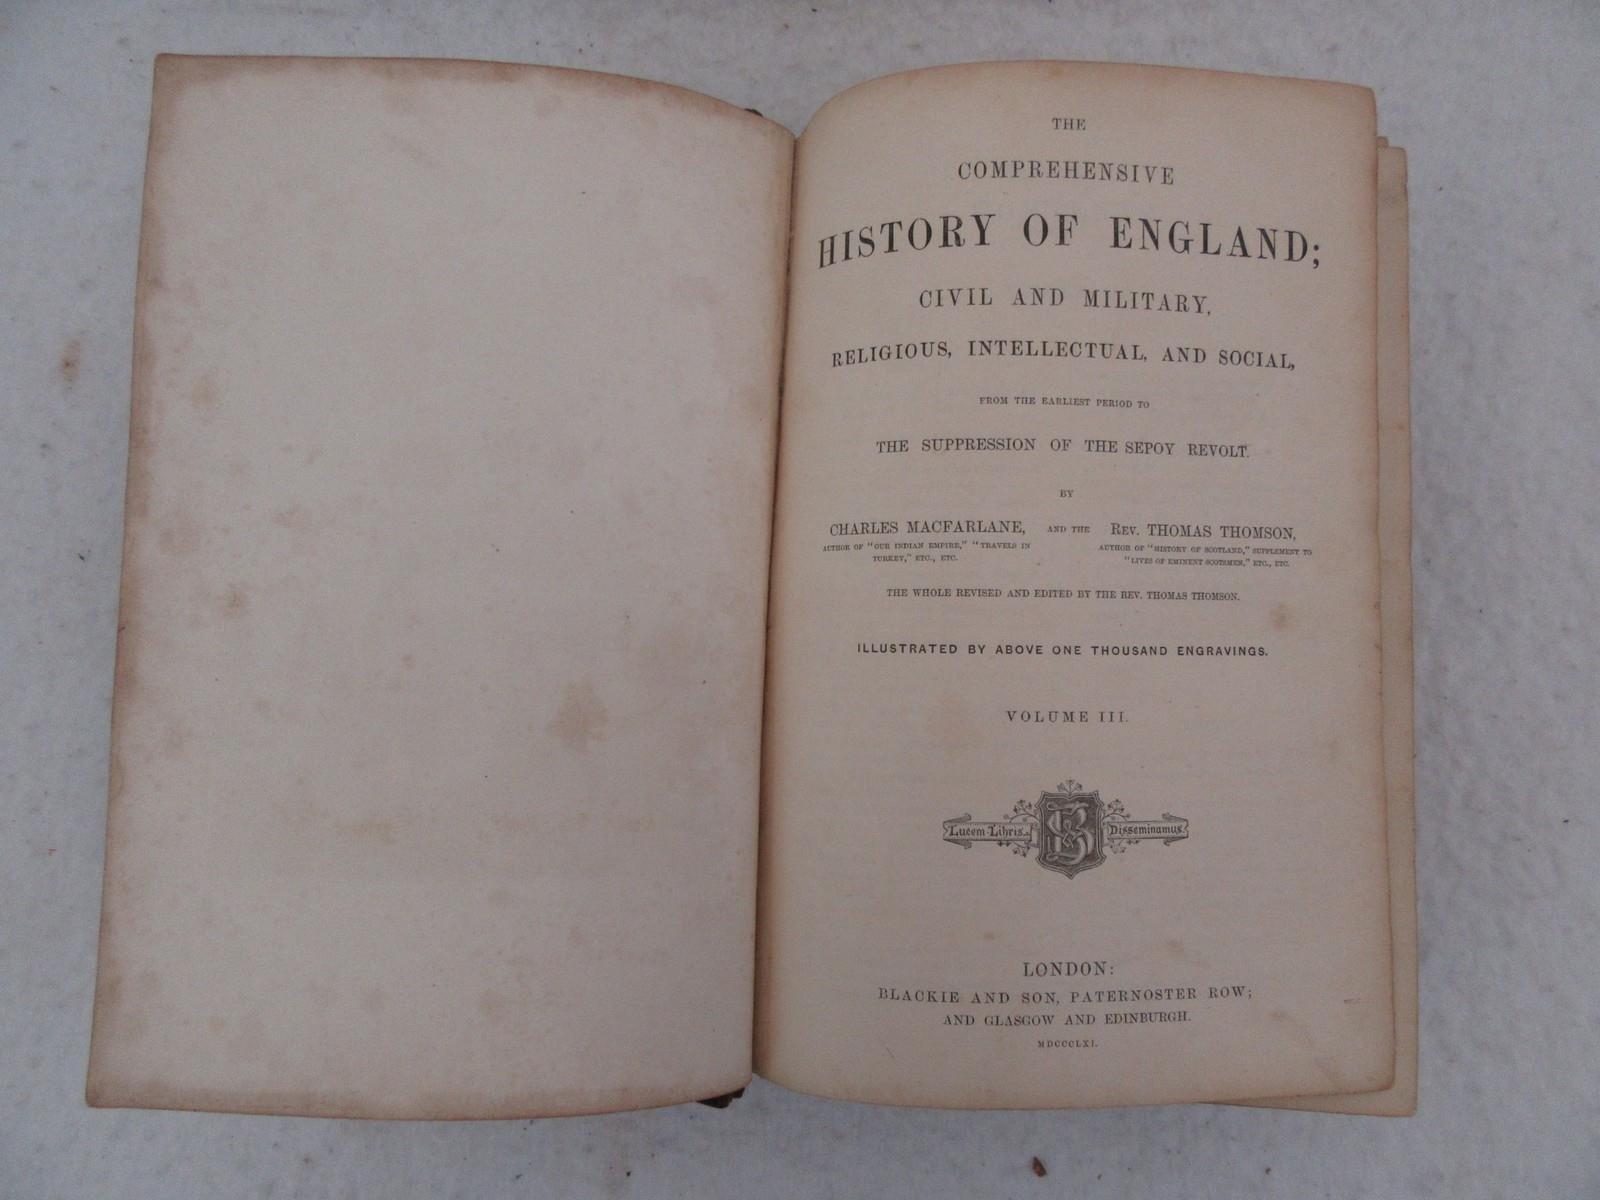 THE
COMPREHENSIVE
HISTORY OF ENGLAND;
CIVIL AND MILITARY,
RELIGIOUS, INTELLECTUAL, AND SOCIAL,
FROM THE EARLIEST PERIOD TO
THE SUPPRESSION OF THE SEPOY REVOLT.
BY
CHARLES MACFARLANE, AND THE REV. THOMAS THOMSON,
AUTHOR OF "OUR INDIAN EMPIRE," "TRAVELS IN
TURKEY," ETC., ETC.
AUTHOR OF "HISTORY OF SCOTLAND," SUPPLEMENT TO
"LIVES OF EMINENT SCOTSMEN," ETC., ETC.
THE WHOLE REVISED AND EDITED BY THE REV. THOMAS THOMSON.
ILLUSTRATED BY ABOVE ONE THOUSAND ENGRAVINGS.
VOLUME III.
Lucem Libris B&S Disseminamus
LONDON:
BLACKIE AND SON, PATERNOSTER ROW;
AND GLASGOW AND EDINBURGH.
MDCCCLXI.